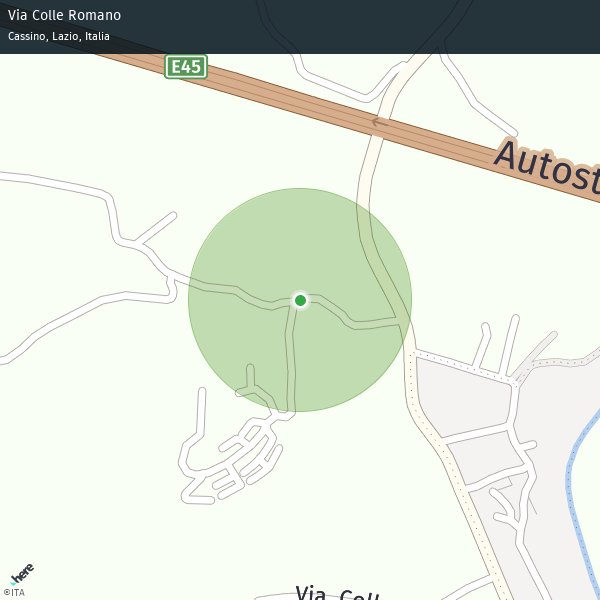 Via Colle Romano
Cassino, Lazio, Italia
E45
Autost
Via Coll
here
©ITA